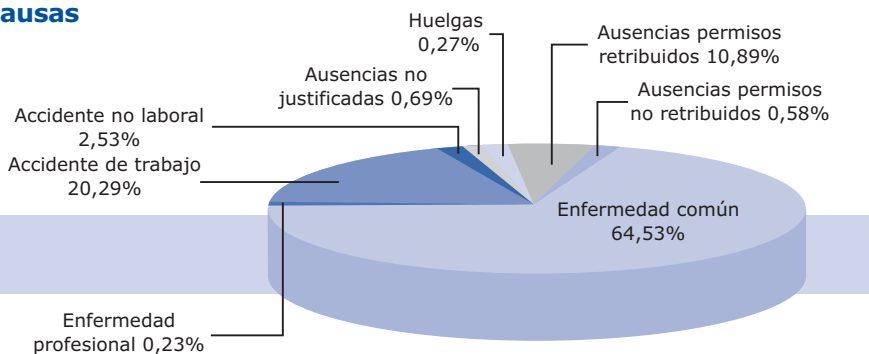 ausas
Huelgas
0,27%
Ausencias permisos
retribuidos 10,89%
Ausencias no
justificadas 0,69%
Ausencias permisos
no retribuidos 0,58%
Accidente no laboral
2,53%
Accidente de trabajo
20,29%
Enfermedad común
64,53%
Enfermedad
profesional 0,23%